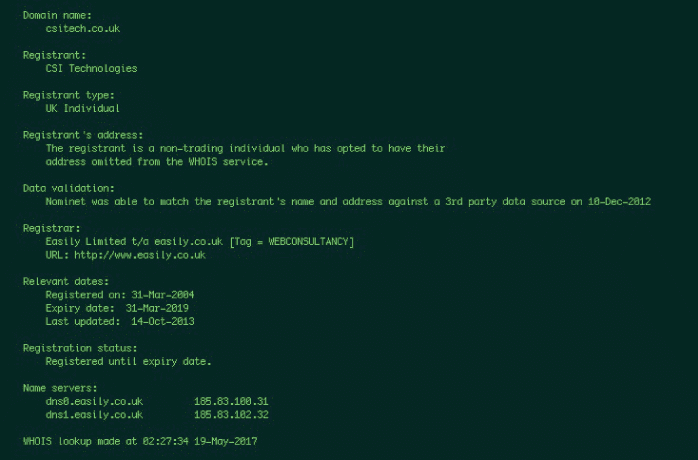 Domain name:
csitech.co.uk
Registrant:
CSI Technologies
Registrant type:
UK Individual
Registrant's address:
The registrant is a non-trading individual who has opted to have their
address omitted from the WHOIS service.
Data validation:
Nominet was able to match the registrant's name and address against a 3rd party data source on 10-Dec-2012
Registrar:
Easily Limited t/a easily.co.uk [Tag = WEBCONSULTANCY]
URL: http://www.easily.co.uk
Relevant dates:
Registered on: 31-Mar-2004
Expiry date:  31-Mar-2019
Last updated:  14-Oct-2013
Registration status:
Registered until expiry date.
Name servers:
dns0.easily.co.uk 185.83.100.31
dns1.easily.co.uk 185.83.102.32
WHOIS lookup made at 02:27:34 19-May-2017